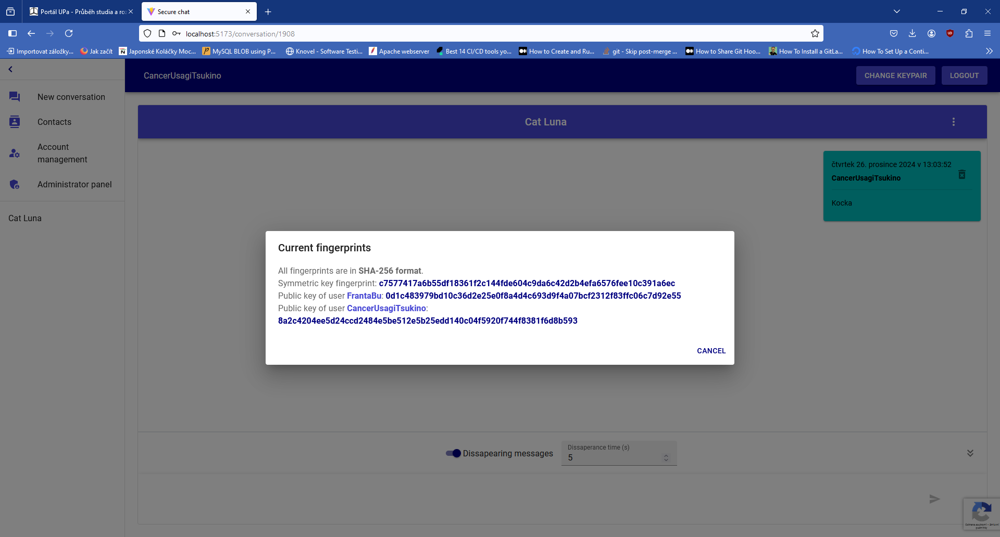 Portál UPa - Průběh studia a roz
Secure chat
localhost:5173/conversation/1908
Importovat záložky...
Jak začít
Japonské Koláčky Moc...
MySQL BLOB using P...
Knovel - Software Testi...
Apache webserver
Best 14 CI/CD tools yo...
How to Create and Ru...
git - Skip post-merge ...
How to Share Git Hoo...
How To Install a GitLa...
How To Set Up a Conti...
CancerUsagiTsukino
CHANGE KEYPAIR
LOGOUT
New conversation
Contacts
Account
management
Administrator panel
Cat Luna
Cat Luna
čtvrtek 26. prosince 2024 v 13:03:52
CancerUsagiTsukino
Kocka
Current fingerprints
All fingerprints are in SHA-256 format.
Symmetric key fingerprint: c7577417a6b55df18361f2c144fde604c9da6c42d2b4efa6576fee10c391a6ec
Public key of user FrantaBu: 0d1c483979bd10c36d2e25e0f8a4d4c693d9f4a07bcf2312f83ffc06c7d92e55
Public key of user CancerUsagiTsukino:
8a2c4204ee5d24ccd2484e5be512e5b25edd140c04f5920f744f8381f6d8b593
CANCEL
Dissapearing messages
Dissaperance time (s)
5
Ochrana soukromí - Smluvní
podmínky